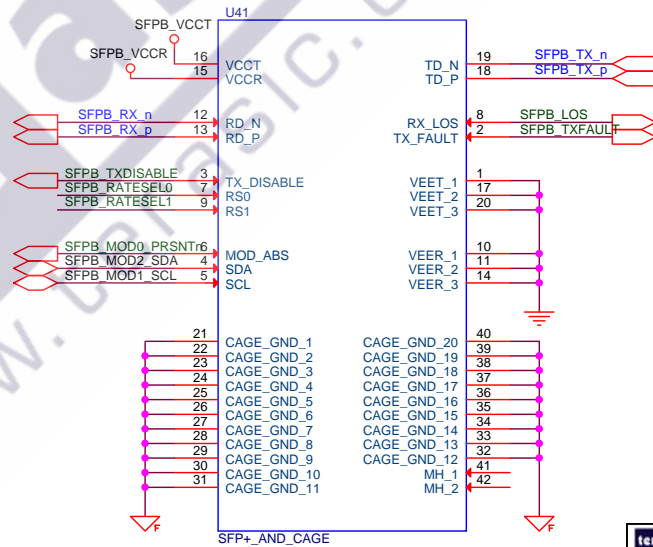 U41
SFPB_VCCT
SFPB_VCCR
16 VCCT
15 VCCR
SFPB_RX_n 12 RD_N
SFPB_RX_p 13 RD_P
SFPB_TXDISABLE 3 TX_DISABLE
SFPB_RATESEL0 7 RS0
SFPB_RATESEL1 9 RS1
SFPB_MOD0_PRSNTn 6 MOD_ABS
SFPB_MOD2_SDA 4 SDA
SFPB_MOD1_SCL 5 SCL
21 CAGE_GND_1
22 CAGE_GND_2
23 CAGE_GND_3
24 CAGE_GND_4
25 CAGE_GND_5
26 CAGE_GND_6
27 CAGE_GND_7
28 CAGE_GND_8
29 CAGE_GND_9
30 CAGE_GND_10
31 CAGE_GND_11
F
TD_N 19 SFPB_TX_n
TD_P 18 SFPB_TX_p
RX_LOS 8 SFPB_LOS
TX_FAULT 2 SFPB_TXFAULT
VEET_1 1
VEET_2 17
VEET_3 20
VEER_1 10
VEER_2 11
VEER_3 14
CAGE_GND_20 40
CAGE_GND_19 39
CAGE_GND_18 38
CAGE_GND_17 37
CAGE_GND_16 36
CAGE_GND_15 35
CAGE_GND_14 34
CAGE_GND_13 33
CAGE_GND_12 32
MH_1 41
MH_2 42
F
SFP+_AND_CAGE
w.terasic.